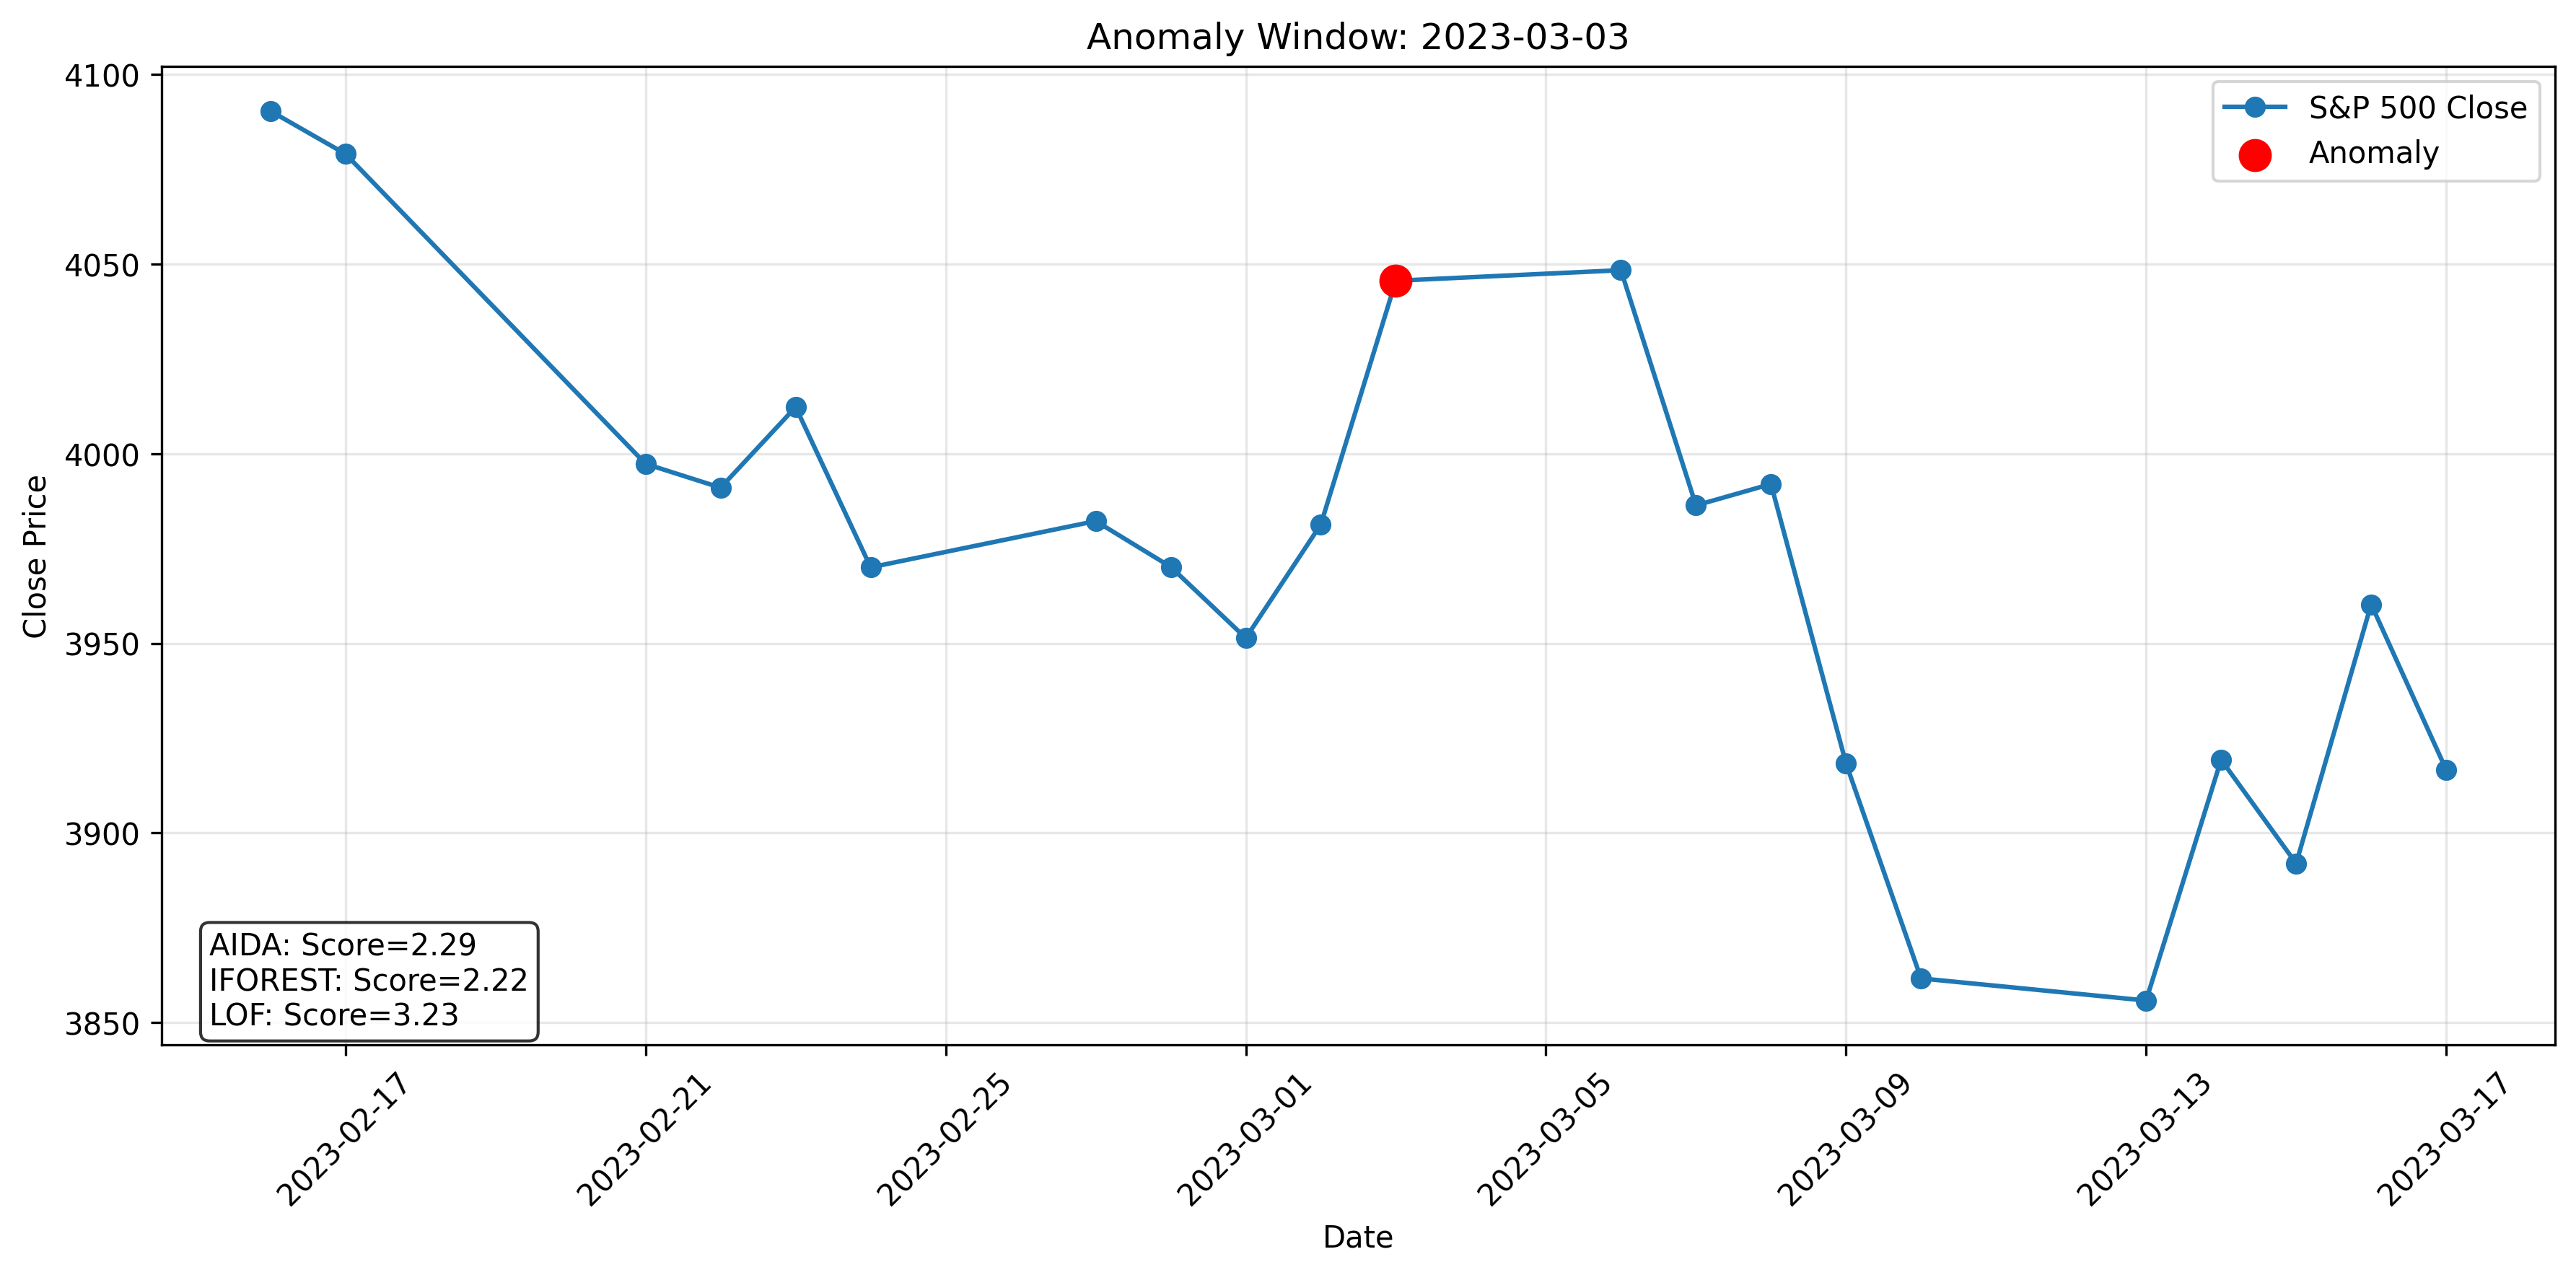 Anomaly Window: 2023-03-03
S&P 500 Close
Anomaly
4100
4050
4000
3950
3900
3850
Close Price
AIDA: Score=2.29
IFOREST: Score=2.22
LOF: Score=3.23
2023-02-17
2023-02-21
2023-02-25
2023-03-01
2023-03-05
2023-03-09
2023-03-13
2023-03-17
Date